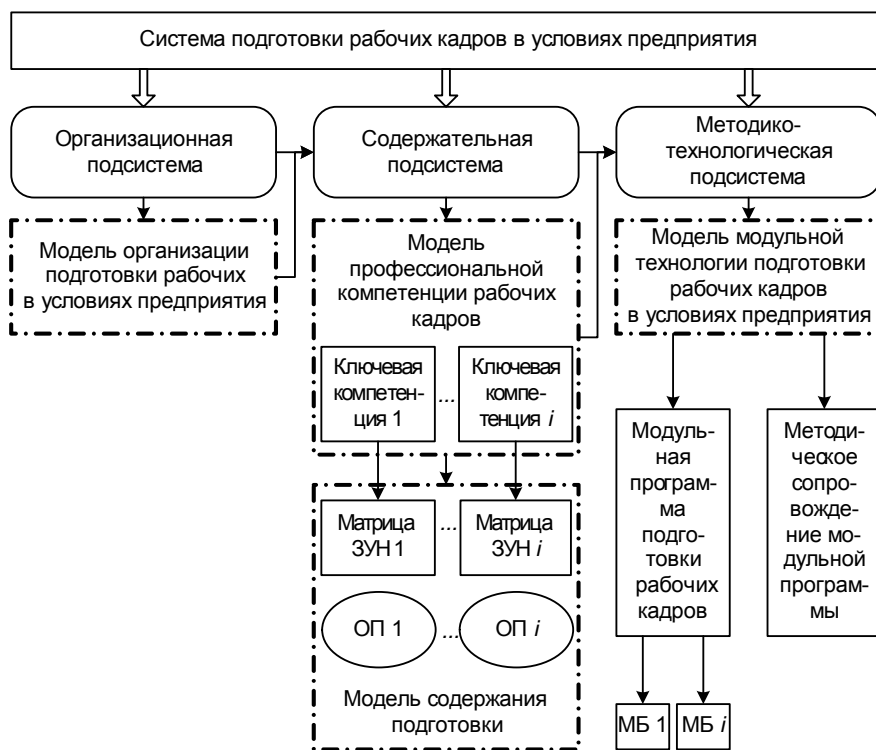 Система подготовки рабочих кадров в условиях предприятия
Организационная
подсистема
Содержательная
подсистема
Методико-
технологическая
подсистема
Модель организации
подготовки рабочих
в условиях предприятия
Модель
профессиональной
компетенции рабочих
кадров
Модель модульной
технологии подготовки
рабочих кадров
в условиях предприятия
Ключевая
компетен-
ция 1
...
Ключевая
компе-
тенция i
Матрица
ЗУН 1
...
Матрица
ЗУН i
ОП 1
...
ОП i
Модель содержания
подготовки
Модуль-
ная
програм-
ма
подго-
товки
рабочих
кадров
Методи-
ческое
сопро-
вожде-
ние мо-
дульной
програм-
мы
МБ 1
МБ i